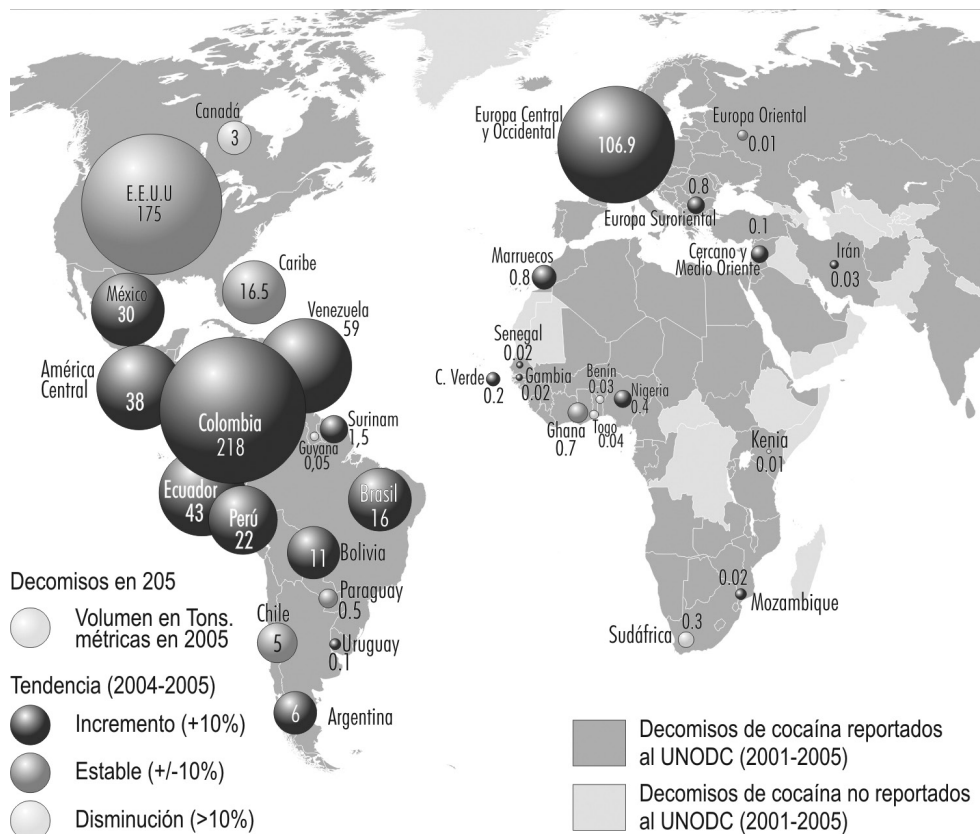 Canadá
3
E.E.U.U
175
México
30
Caribe
16.5
Venezuela
59
América
Central
38
Colombia
218
Surinam
1,5
Guyana
0,05
Ecuador
43
Perú
22
Brasil
16
11
Bolivia
Paraguay
0.5
Chile
5
Uruguay
0.1
6
Argentina
Europa Central
y Occidental
106.9
Europa Oriental
0.01
0.8
Europa Suroriental
0.1
Cercano y
Medio Oriente
Irán
0.03
Marruecos
0.8
Senegal
0.02
C. Verde
0.2
Gambia
0.02
Benín
0.03
Nigeria
0.4
Ghana
0.7
Togo
0.04
Kenia
0.01
0.02
Mozambique
0.3
Sudáfrica
Decomisos en 205
Volumen en Tons.
métricas en 2005
Tendencia (2004-2005)
Incremento (+10%)
Estable (+/-10%)
Disminución (>10%)
Decomisos de cocaína reportados
al UNODC (2001-2005)
Decomisos de cocaína no reportados
al UNODC (2001-2005)